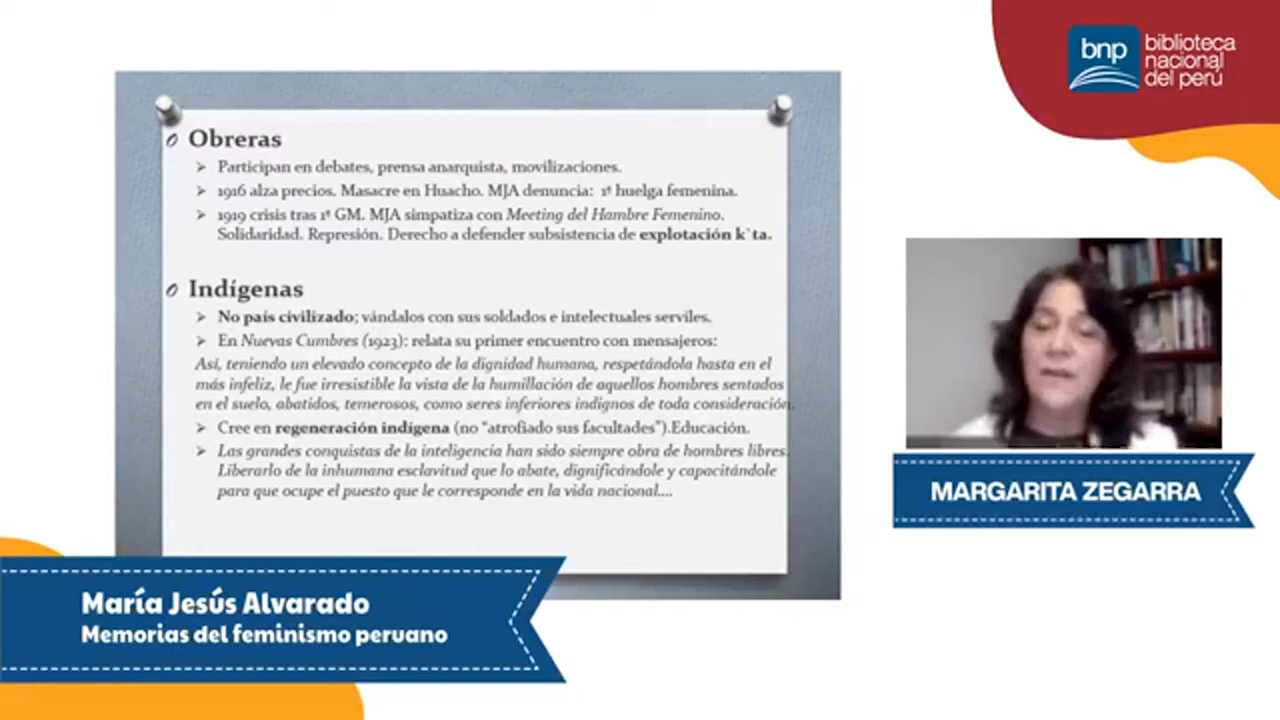 bnp biblioteca
nacional
del perú
Obreras
Participan en debates, prensa anarquista, movilizaciones.
1916 alza precios. Masacre en Huacho. MJA denuncia: 1ª huelga femenina.
1919 crisis tras 1ª GM. MJA simpatiza con Meeting del Hambre Femenino.
Solidaridad. Represión. Derecho a defender subsistencia de explotación k`ta.
Indígenas
No país civilizado; vándalos con sus soldados e intelectuales serviles.
En Nuevas Cumbres (1923): relata su primer encuentro con mensajeros:
Así, teniendo un elevado concepto de la dignidad humana, respetándola hasta en el
más infeliz, le fue irresistible la vista de la humillación de aquellos hombres sentados
en el suelo, abatidos, temerosos, como seres inferiores indignos de toda consideración.
Cree en regeneración indígena (no "atrofiado sus facultades").Educación.
Las grandes conquistas de la inteligencia han sido siempre obra de hombres libres.
Liberarlo de la inhumana esclavitud que lo abate, dignificándole y capacitándole
para que ocupe el puesto que le corresponde en la vida nacional....
MARGARITA ZEGARRA
María Jesús Alvarado
Memorias del feminismo peruano